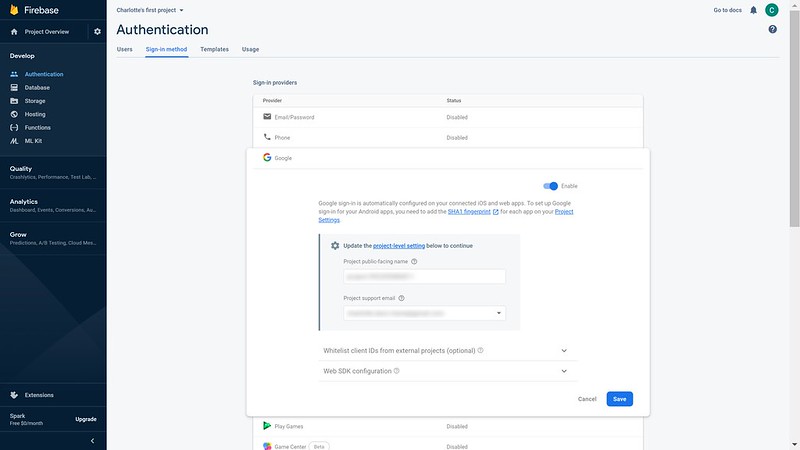 Firebase
Project Overview
Develop
Authentication
Database
Storage
Hosting
Functions
ML Kit
Quality
Crashlytics, Performance, Test Lab, ...
Analytics
Dashboard, Events, Conversions, Au...
Grow
Predictions, A/B Testing, Cloud Mes...
Extensions
Spark
Free $0/month
Upgrade
Charlotte's first project
Go to docs
C
Authentication
Users
Sign-in method
Templates
Usage
Sign-in providers
Provider Status
Email/Password Disabled
Phone Disabled
Google
Enable
Google sign-in is automatically configured on your connected iOS and web apps. To set up Google
sign-in for your Android apps, you need to add the SHA1 fingerprint for each app on your Project
Settings.
Update the project-level setting below to continue
Project public-facing name
Project support email
Whitelist client IDs from external projects (optional)
Web SDK configuration
Cancel
Save
Play Games Disabled
Game Center Beta Disabled